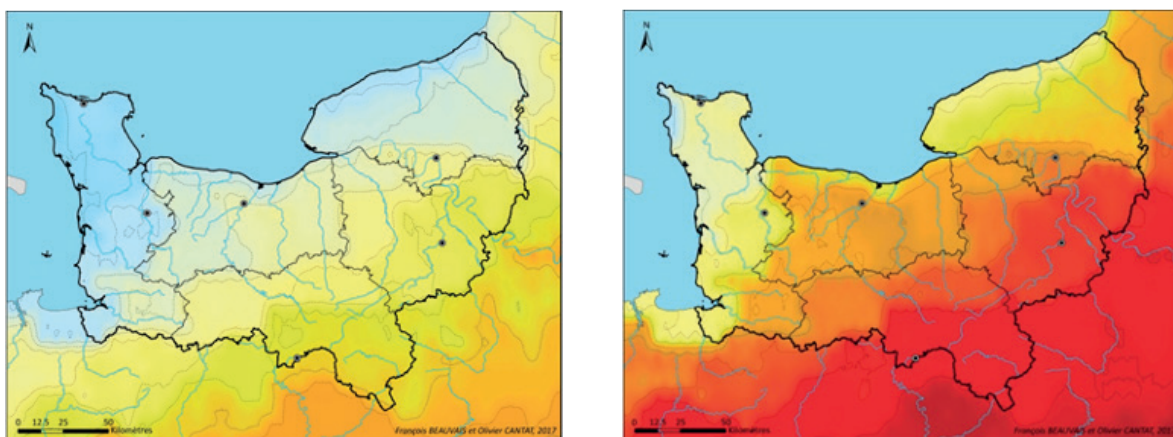 N
0 12.5 25 50
Kilomètres
François BEAUVAIS et Olivier CANTAT, 2017
N
0 12.5 25 50
Kilomètres
François BEAUVAIS et Olivier CANTAT, 2017